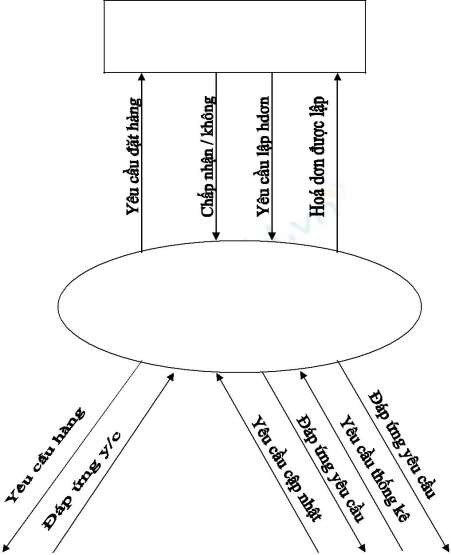 Yêu cầu đặt hàng
Chấp nhận / không
Yêu cầu lập hđơn
Hoá dơn được lập
Yêu cầu hàng
Đáp ứng y/c
Yêu cầu cập nhật
Đáp ứng yêu cầu
Yêu cầu thống kê
Đáp ứng yêu cầu